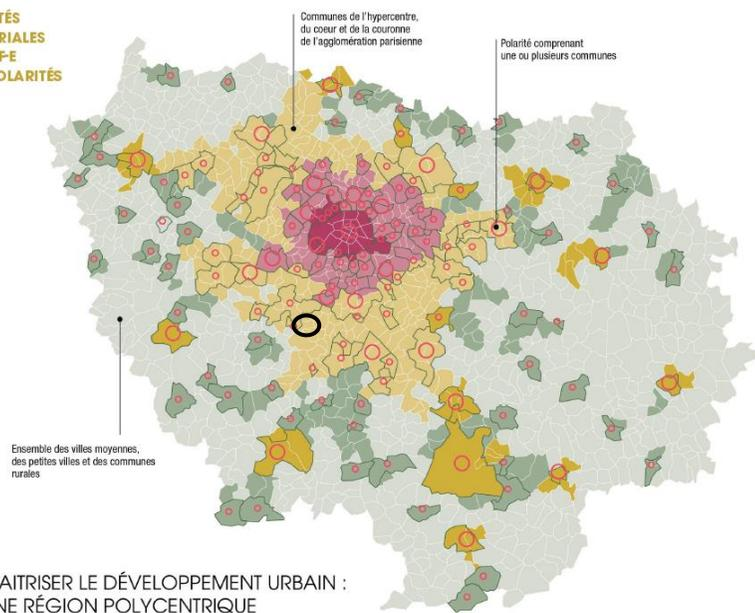 TÉS
RIALES
OLARITÉS
Communes de l'hypercentre,
du coeur et de la couronne
de l'agglomération parisienne
Polarité comprenant
une ou plusieurs communes
Ensemble des villes moyennes,
des petites villes et des communes
rurales
AITRISER LE DÉVELOPPEMENT URBAIN :
NE RÉGION POLYCENTRIQUE